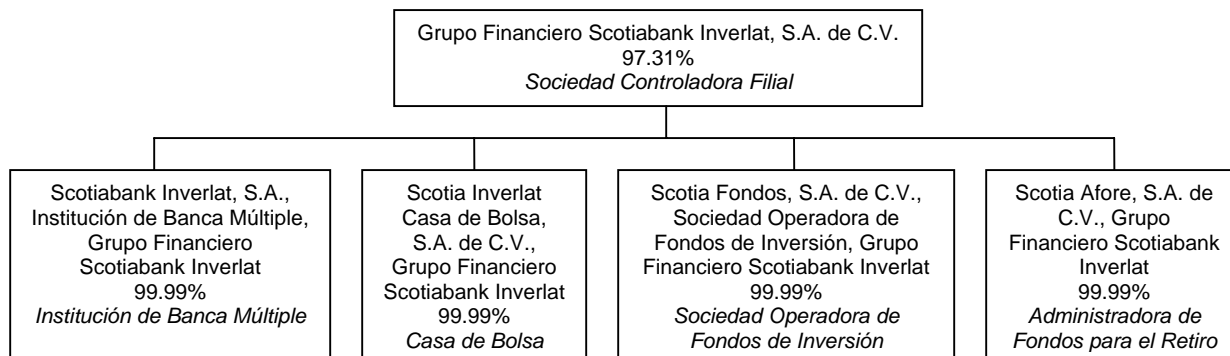 Grupo Financiero Scotiabank Inverlat, S.A. de C.V.
97.31%
Sociedad Controladora Filial
Scotiabank Inverlat, S.A.,
Institución de Banca Múltiple,
Grupo Financiero
Scotiabank Inverlat
99.99%
Institución de Banca Múltiple
Scotia Inverlat
Casa de Bolsa,
S.A. de C.V.,
Grupo Financiero
Scotiabank Inverlat
99.99%
Casa de Bolsa
Scotia Fondos, S.A. de C.V.,
Sociedad Operadora de
Fondos de Inversión, Grupo
Financiero Scotiabank Inverlat
99.99%
Sociedad Operadora de
Fondos de Inversión
Scotia Afore, S.A. de
C.V., Grupo
Financiero Scotiabank
Inverlat
99.99%
Administradora de
Fondos para el Retiro